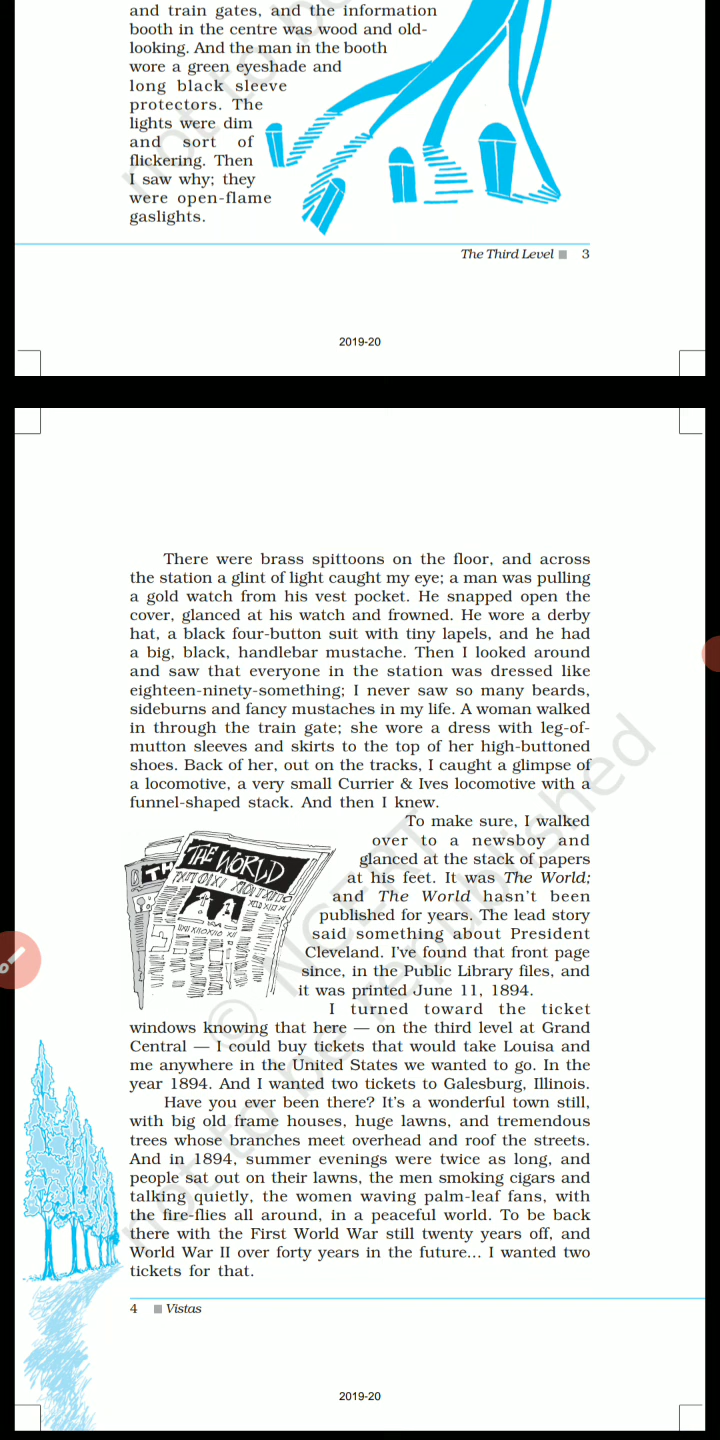 and train gates, and the information
booth in the centre was wood and old-
looking. And the man in the booth
wore a green eyeshade and
long black sleeve
protectors. The
lights were dim
and sort of
flickering. Then
I saw why; they
were open-flame
gaslights.
The Third Level 3
2019-20
There were brass spittoons on the floor, and across
the station a glint of light caught my eye; a man was pulling
a gold watch from his vest pocket. He snapped open the
cover, glanced at his watch and frowned. He wore a derby
hat, a black four-button suit with tiny lapels, and he had
a big, black, handlebar mustache. Then I looked around
and saw that everyone in the station was dressed like
eighteen-ninety-something; I never saw so many beards,
sideburns and fancy mustaches in my life. A woman walked
in through the train gate; she wore a dress with leg-of-
mutton sleeves and skirts to the top of her high-buttoned
shoes. Back of her, out on the tracks, I caught a glimpse of
a locomotive, a very small Currier & Ives locomotive with a
funnel-shaped stack. And then I knew.
To make sure, I walked
over to a newsboy and
glanced at the stack of papers
at his feet. It was The World;
and The World hasn't been
published for years. The lead story
said something about President
Cleveland. I've found that front page
since, in the Public Library files, and
it was printed June 11, 1894.
TH
THE WORLD
I turned toward the ticket
windows knowing that here — on the third level at Grand
Central — I could buy tickets that would take Louisa and
me anywhere in the United States we wanted to go. In the
year 1894. And I wanted two tickets to Galesburg, Illinois.
Have you ever been there? It's a wonderful town still,
with big old frame houses, huge lawns, and tremendous
trees whose branches meet overhead and roof the streets.
And in 1894, summer evenings were twice as long, and
people sat out on their lawns, the men smoking cigars and
talking quietly, the women waving palm-leaf fans, with
the fire-flies all around, in a peaceful world. To be back
there with the First World War still twenty years off, and
World War II over forty years in the future... I wanted two
tickets for that.
4 Vistas
2019-20
© NCERT
not to be republished